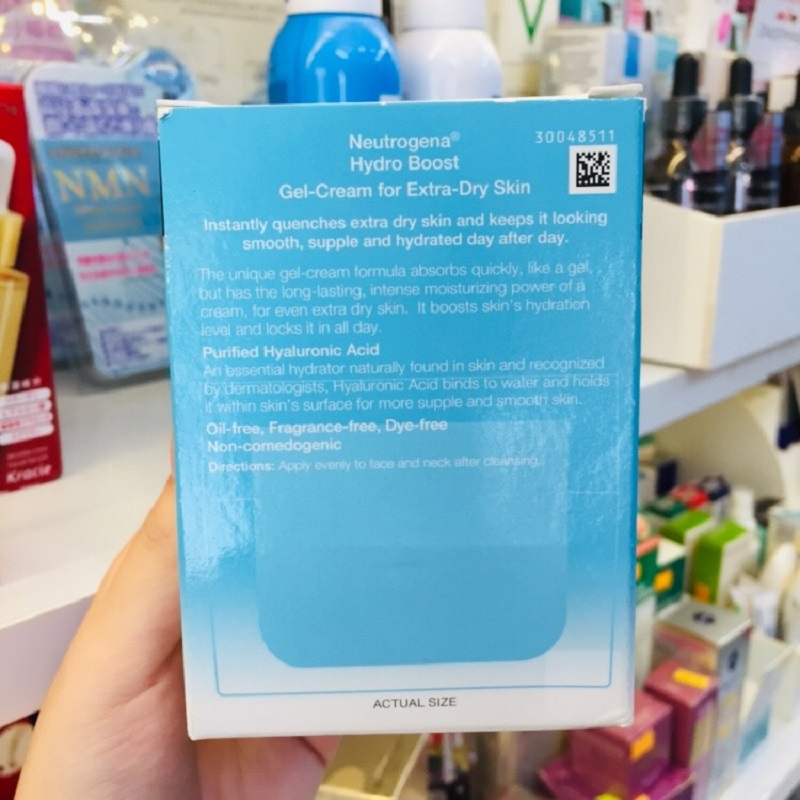 Neutrogena®
30048511
Hydro Boost
Gel-Cream for Extra-Dry Skin
Instantly quenches extra dry skin and keeps it looking
smooth, supple and hydrated day after day.
The unique gel-cream formula absorbs quickly, like a gel,
but has the long-lasting, intense moisturizing power of a
cream, for even extra dry skin. It boosts skin's hydration
level and locks it in all day.
Purified Hyaluronic Acid
An essential hydrator naturally found in skin and recognized
by dermatologists, Hyaluronic Acid binds to water and holds
it within skin's surface for more supple and smooth skin.
Oil-free, Fragrance-free, Dye-free
Non-comedogenic
Directions: Apply evenly to face and neck after cleansing.
ACTUAL SIZE
NMN
Kracie